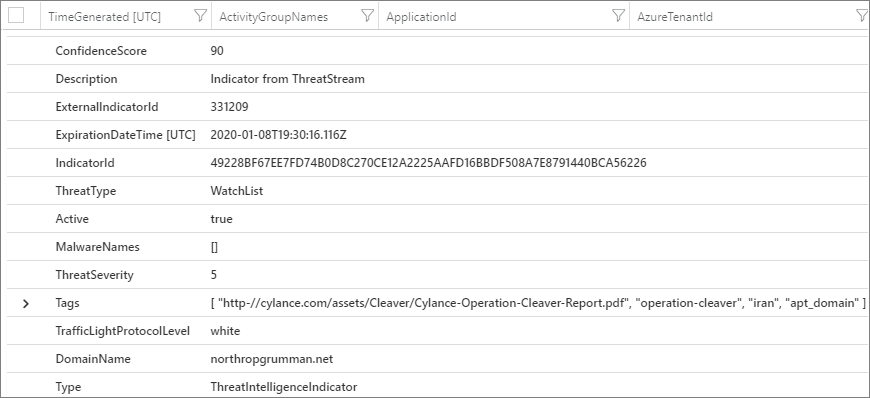 TimeGenerated [UTC] ActivityGroupNames ApplicationId AzureTenantId
ConfidenceScore 90
Description Indicator from ThreatStream
ExternalIndicatorId 331209
ExpirationDateTime [UTC] 2020-01-08T19:30:16.116Z
IndicatorId 49228BF67EE7FD74B0D8C270CE12A2225AAFD16BBDF508A7E8791440BCA56226
ThreatType WatchList
Active true
MalwareNames []
ThreatSeverity 5
Tags [ "http-//cylance.com/assets/Cleaver/Cylance-Operation-Cleaver-Report.pdf", "operation-cleaver", "iran", "apt_domain" ]
TrafficLightProtocolLevel white
DomainName northropgrumman.net
Type ThreatIntelligenceIndicator